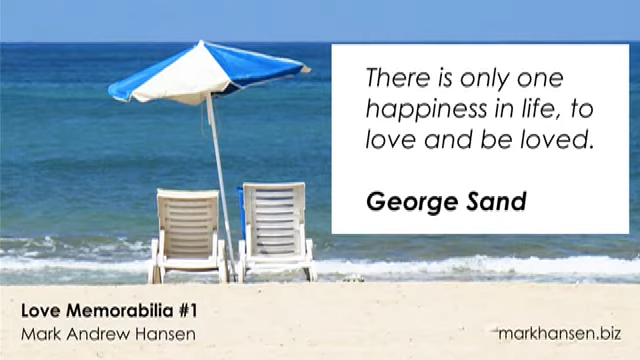 There is only one
happiness in life, to
love and be loved.
George Sand
Love Memorabilia #1
Mark Andrew Hansen
markhansen.biz